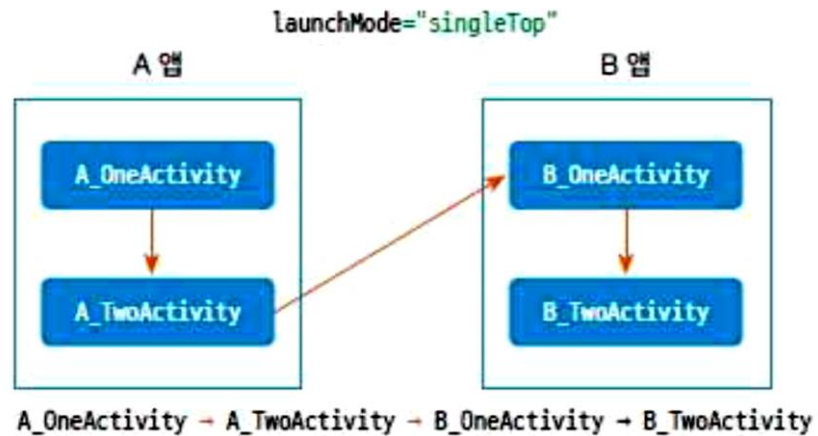 launchMode="singleTop"
A 앱
B 앱
A_OneActivity
B_OneActivity
A_TwoActivity
B_TwoActivity
A_OneActivity → A_TwoActivity → B_OneActivity → B_TwoActivity